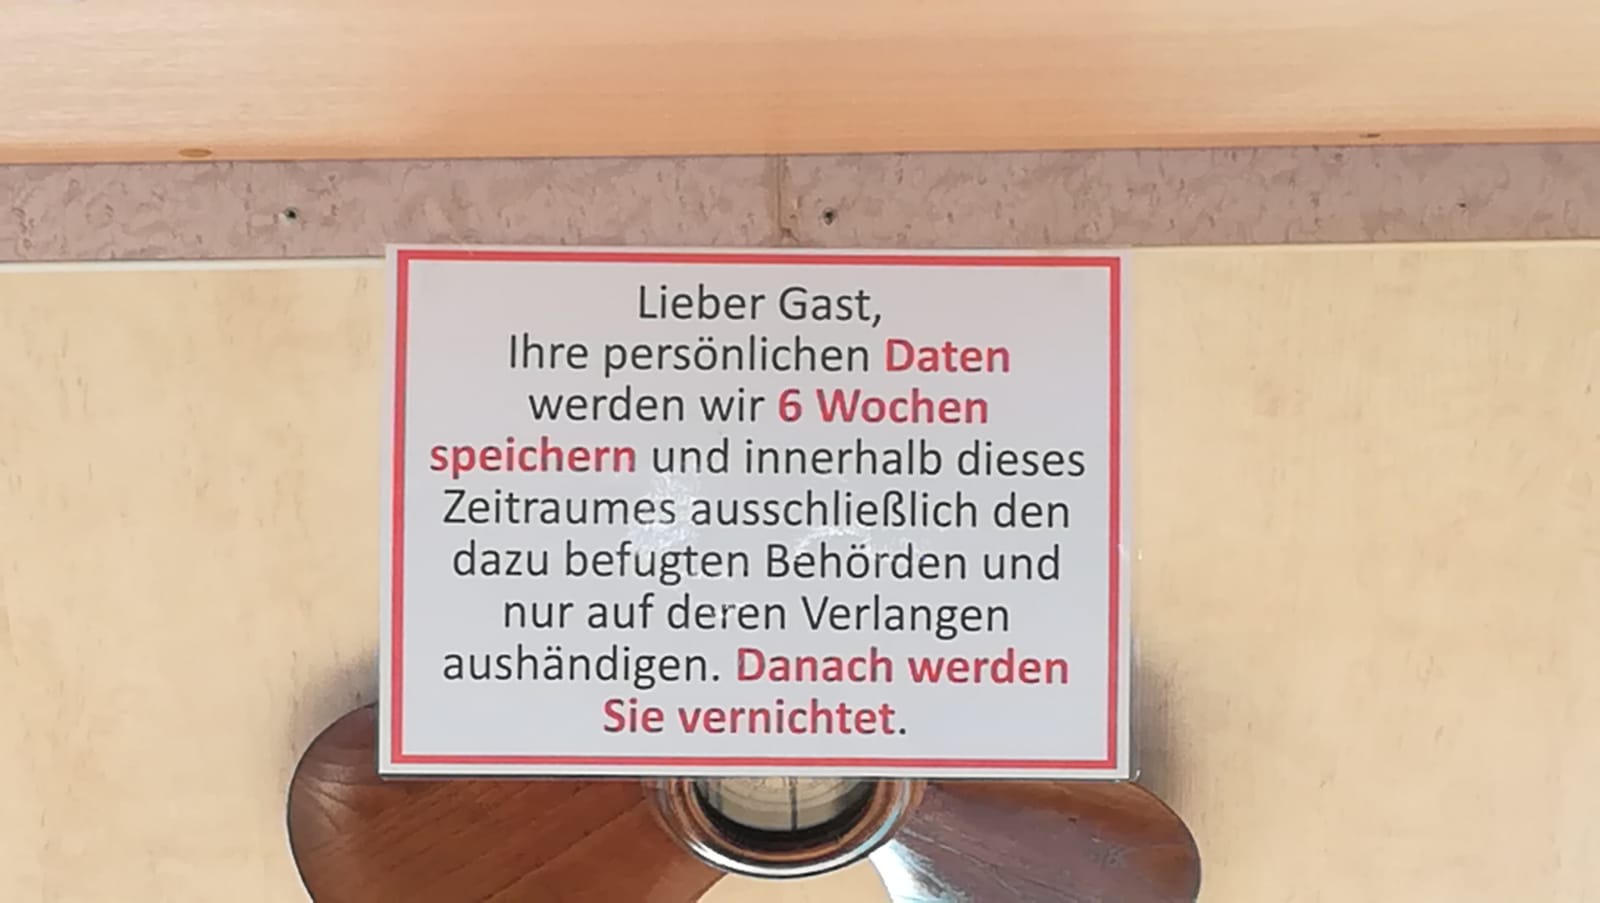 Lieber Gast,
Ihre persönlichen Daten
werden wir 6 Wochen
speichern und innerhalb dieses
Zeitraumes ausschließlich den
dazu befugten Behörden und
nur auf deren Verlangen
aushändigen. Danach werden
Sie vernichtet.